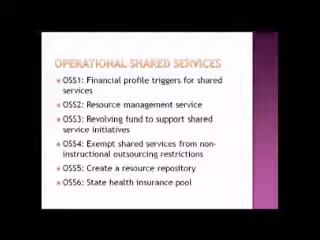 OPERATIONAL SHARED SERVICES
OSS1: Financial profile triggers for shared
services
OSS2: Resource management service
OSS3: Revolving fund to support shared
service initiatives
OSS4: Exempt shared services from non-
instructional outsourcing restrictions
OSS5: Create a resource repository
OSS6: State health insurance pool